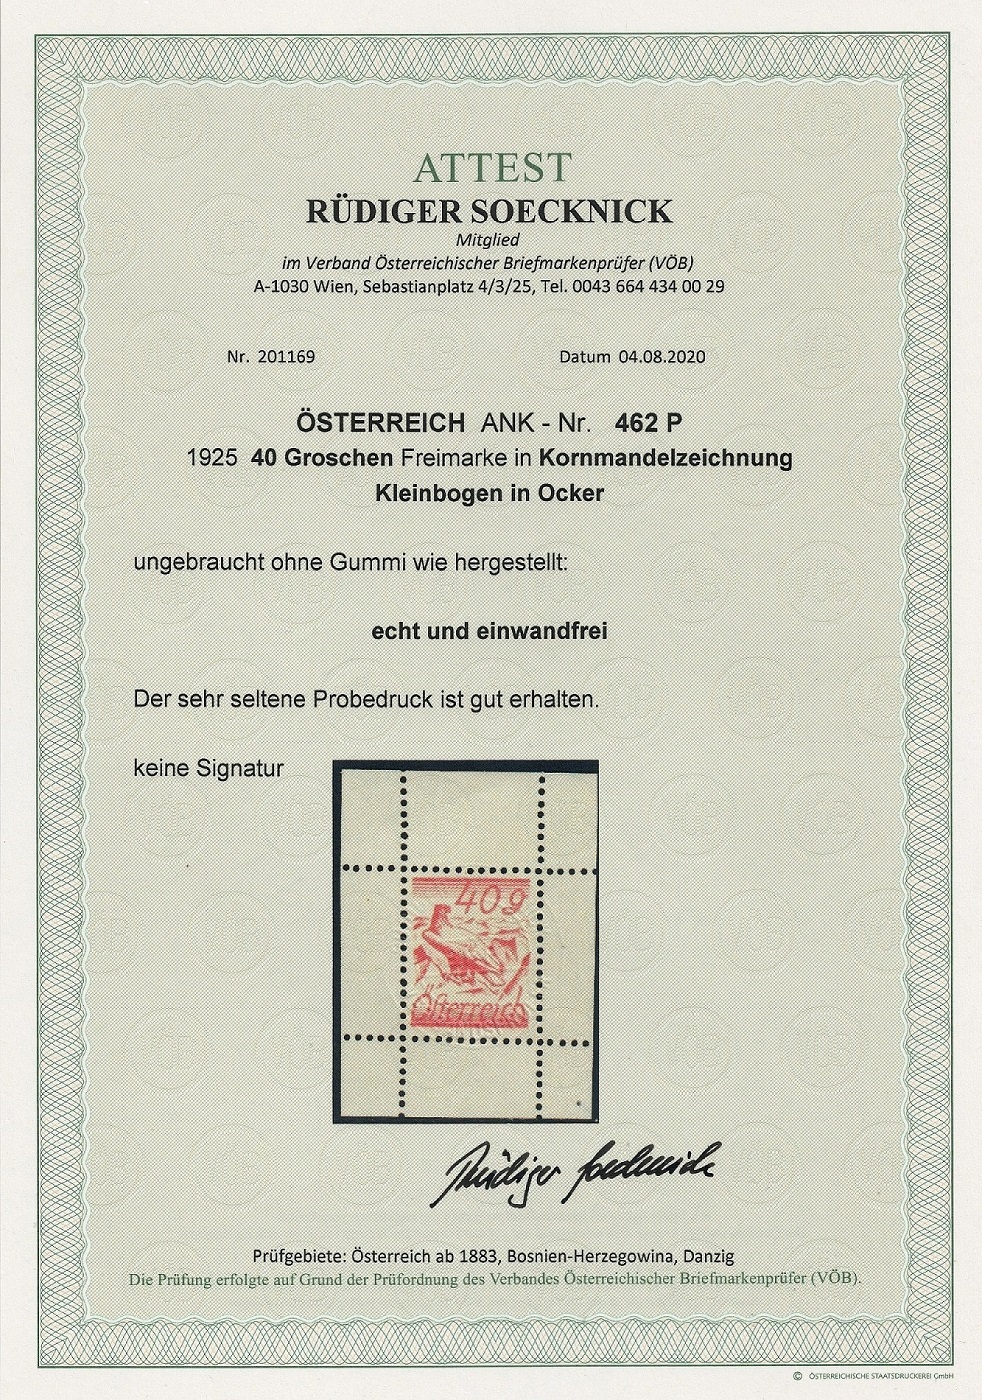 ATTEST
RÜDIGER SOECKNICK
Mitglied
im Verband Österreichischer Briefmarkenprüfer (VÖB)
A-1030 Wien, Sebastianplatz 4/3/25, Tel. 0043 664 434 00 29
Nr. 201169 Datum 04.08.2020
ÖSTERREICH ANK - Nr. 462 P
1925 40 Groschen Freimarke in Kornmandelzeichnung
Kleinbogen in Ocker
ungebraucht ohne Gummi wie hergestellt:
echt und einwandfrei
Der sehr seltene Probedruck ist gut erhalten.
keine Signatur
40g
Österreich
Rüdiger Soecknick
Prüfgebiete: Österreich ab 1883, Bosnien-Herzegowina, Danzig
Die Prüfung erfolgte auf Grund der Prüfordnung des Verbandes Österreichischer Briefmarkenprüfer (VÖB).
© ÖSTERREICHISCHE STAATSDRUCKEREI GmbH